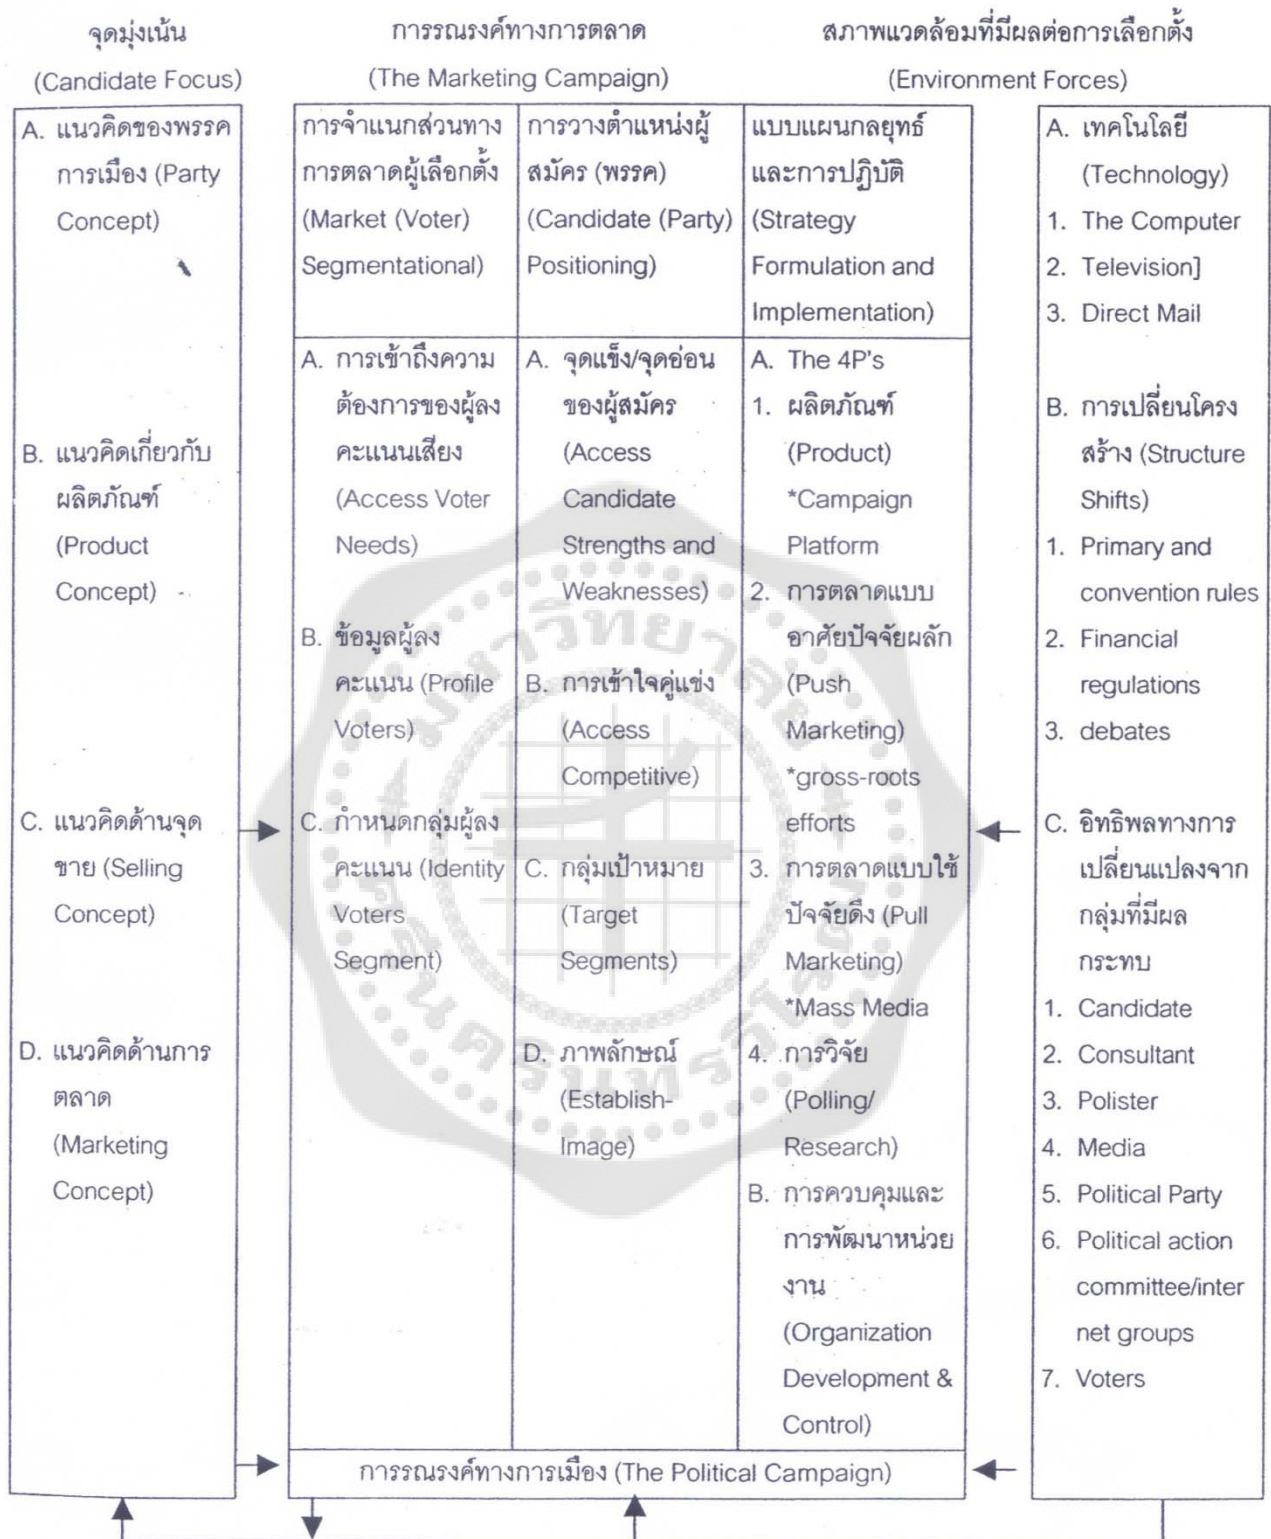 จุดมุ่งเน้น
(Candidate Focus)
การรณรงค์ทางการตลาด
(The Marketing Campaign)
สภาพแวดล้อมที่มีผลต่อการเลือกตั้ง
(Environment Forces)
A. แนวคิดของพรรค
การเมือง (Party
Concept)
B. แนวคิดเกี่ยวกับ
ผลิตภัณฑ์
(Product
Concept)
C. แนวคิดด้านจุด
ขาย (Selling
Concept)
D. แนวคิดด้านการ
ตลาด
(Marketing
Concept)
การจำแนกส่วนทาง
การตลาดผู้เลือกตั้ง
(Market (Voter)
Segmentational)
A. การเข้าถึงความ
ต้องการของผู้ลง
คะแนนเสียง
(Access Voter
Needs)
B. ข้อมูลผู้ลง
คะแนน (Profile
Voters)
C. กำหนดกลุ่มผู้ลง
คะแนน (Identity
Voters
Segment)
การวางตำแหน่งผู้
สมัคร (พรรค)
(Candidate (Party)
Positioning)
A. จุดแข็ง/จุดอ่อน
ของผู้สมัคร
(Access
Candidate
Strengths and
Weaknesses)
B. การเข้าใจคู่แข่ง
(Access
Competitive)
C. กลุ่มเป้าหมาย
(Target
Segments)
D. ภาพลักษณ์
(Establish-
Image)
แบบแผนกลยุทธ์
และการปฏิบัติ
(Strategy
Formulation and
Implementation)
A. The 4P's
1. ผลิตภัณฑ์
(Product)
*Campaign
Platform
2. การตลาดแบบ
อาศัยปัจจัยผลัก
(Push
Marketing)
*gross-roots
efforts
3. การตลาดแบบใช้
ปัจจัยดึง (Pull
Marketing)
*Mass Media
4. การวิจัย
(Polling/
Research)
B. การควบคุมและ
การพัฒนาหน่วย
งาน
(Organization
Development &
Control)
การรณรงค์ทางการเมือง (The Political Campaign)
A. เทคโนโลยี
(Technology)
1. The Computer
2. Television]
3. Direct Mail
B. การเปลี่ยนโครง
สร้าง (Structure
Shifts)
1. Primary and
convention rules
2. Financial
regulations
3. debates
C. อิทธิพลทางการ
เปลี่ยนแปลงจาก
กลุ่มที่มีผล
กระทบ
1. Candidate
2. Consultant
3. Polister
4. Media
5. Political Party
6. Political action
committee/inter
net groups
7. Voters
มหาวิทยาลัย
ศรีนครินทรวิโรฒ